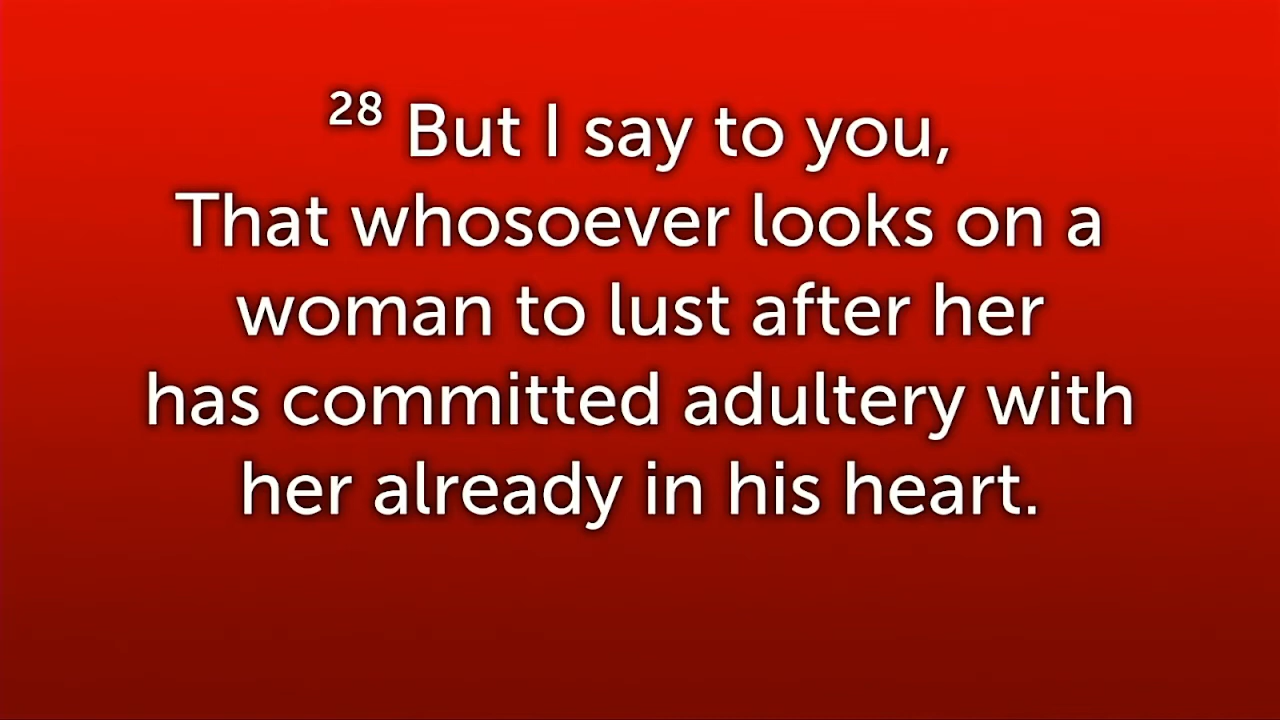 28 But I say to you,
That whosoever looks on a
woman to lust after her
has committed adultery with
her already in his heart.